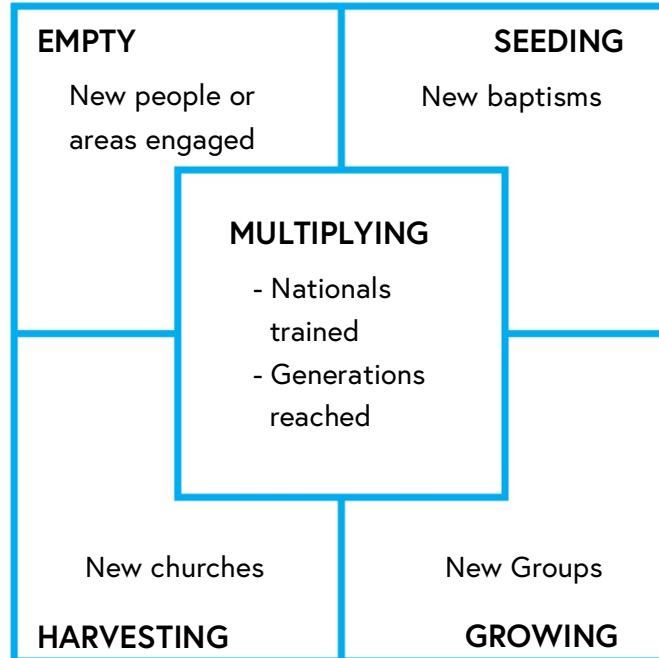 EMPTY
New people or
areas engaged
SEEDING
New baptisms
MULTIPLYING
- Nationals
trained
- Generations
reached
New churches
HARVESTING
New Groups
GROWING